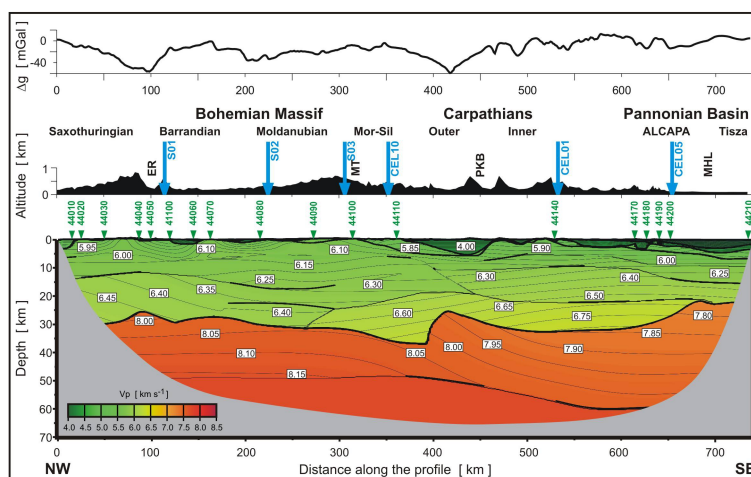 Δg [ mGal]
0
-40
0 100 200 300 400 500 600 700
Bohemian Massif Carpathians Pannonian Basin
Saxothuringian Barrandian Moldanubian Mor-Sil Outer Inner ALCAPA Tisza
ER S01 S02 S03 MT CEL10 PKB CEL01 CEL05 MHL
Altitude [ km ]
1
0
44010 44020 44030 44040 44050 41100 44060 44070 44080 44090 44100 44110 44140 44170 44180 44190 44200 44210
Depth [ km ]
0
10
20
30
40
50
60
70
5.95 6.10 6.10 5.85 4.00 5.90
6.00 6.15 6.00
6.25 6.30 6.30 6.40 6.25
6.45 6.40 6.35 6.50
6.40 6.60 6.65 6.75
8.00 8.05 7.85 7.80
8.10 8.05 8.00 7.95 7.90
8.15
Vp [ km s⁻¹ ]
4.0 4.5 5.0 5.5 6.0 6.5 7.0 7.5 8.0 8.5
0 100 200 300 400 500 600 700
NW Distance along the profile [ km ] SE